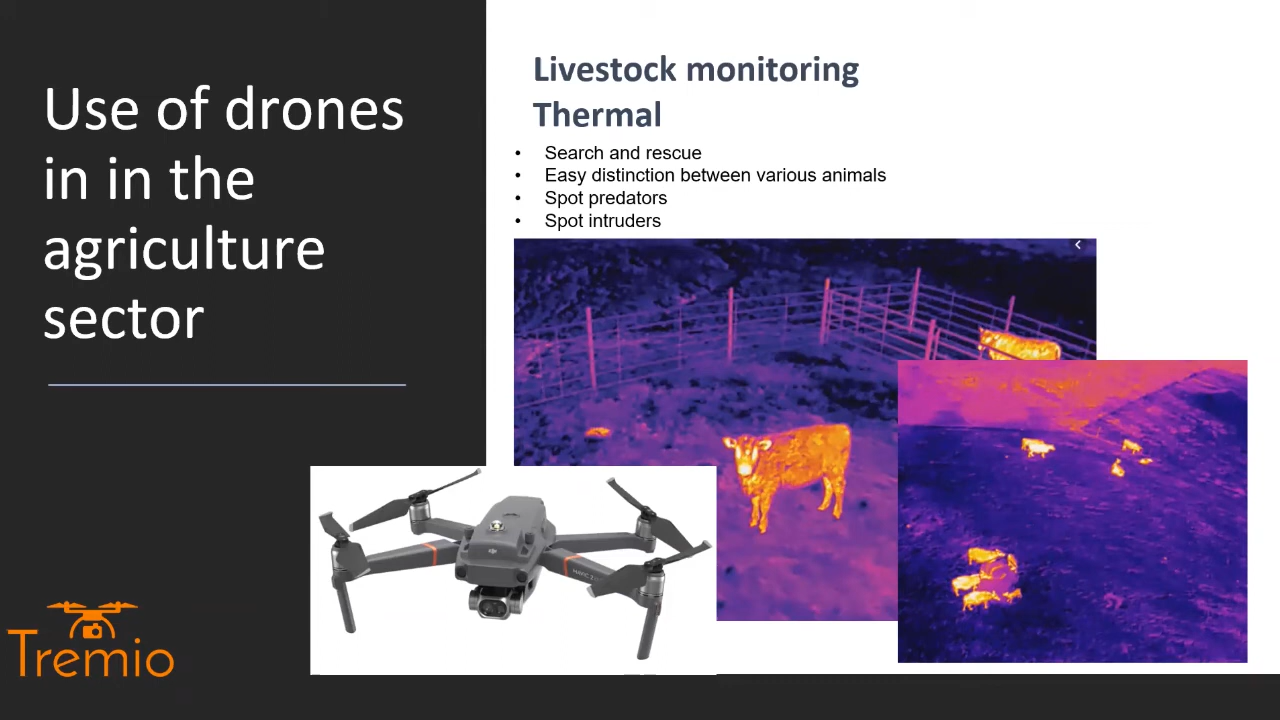 Use of drones
in in the
agriculture
sector
Livestock monitoring
Thermal
• Search and rescue
• Easy distinction between various animals
• Spot predators
• Spot intruders
Tremio